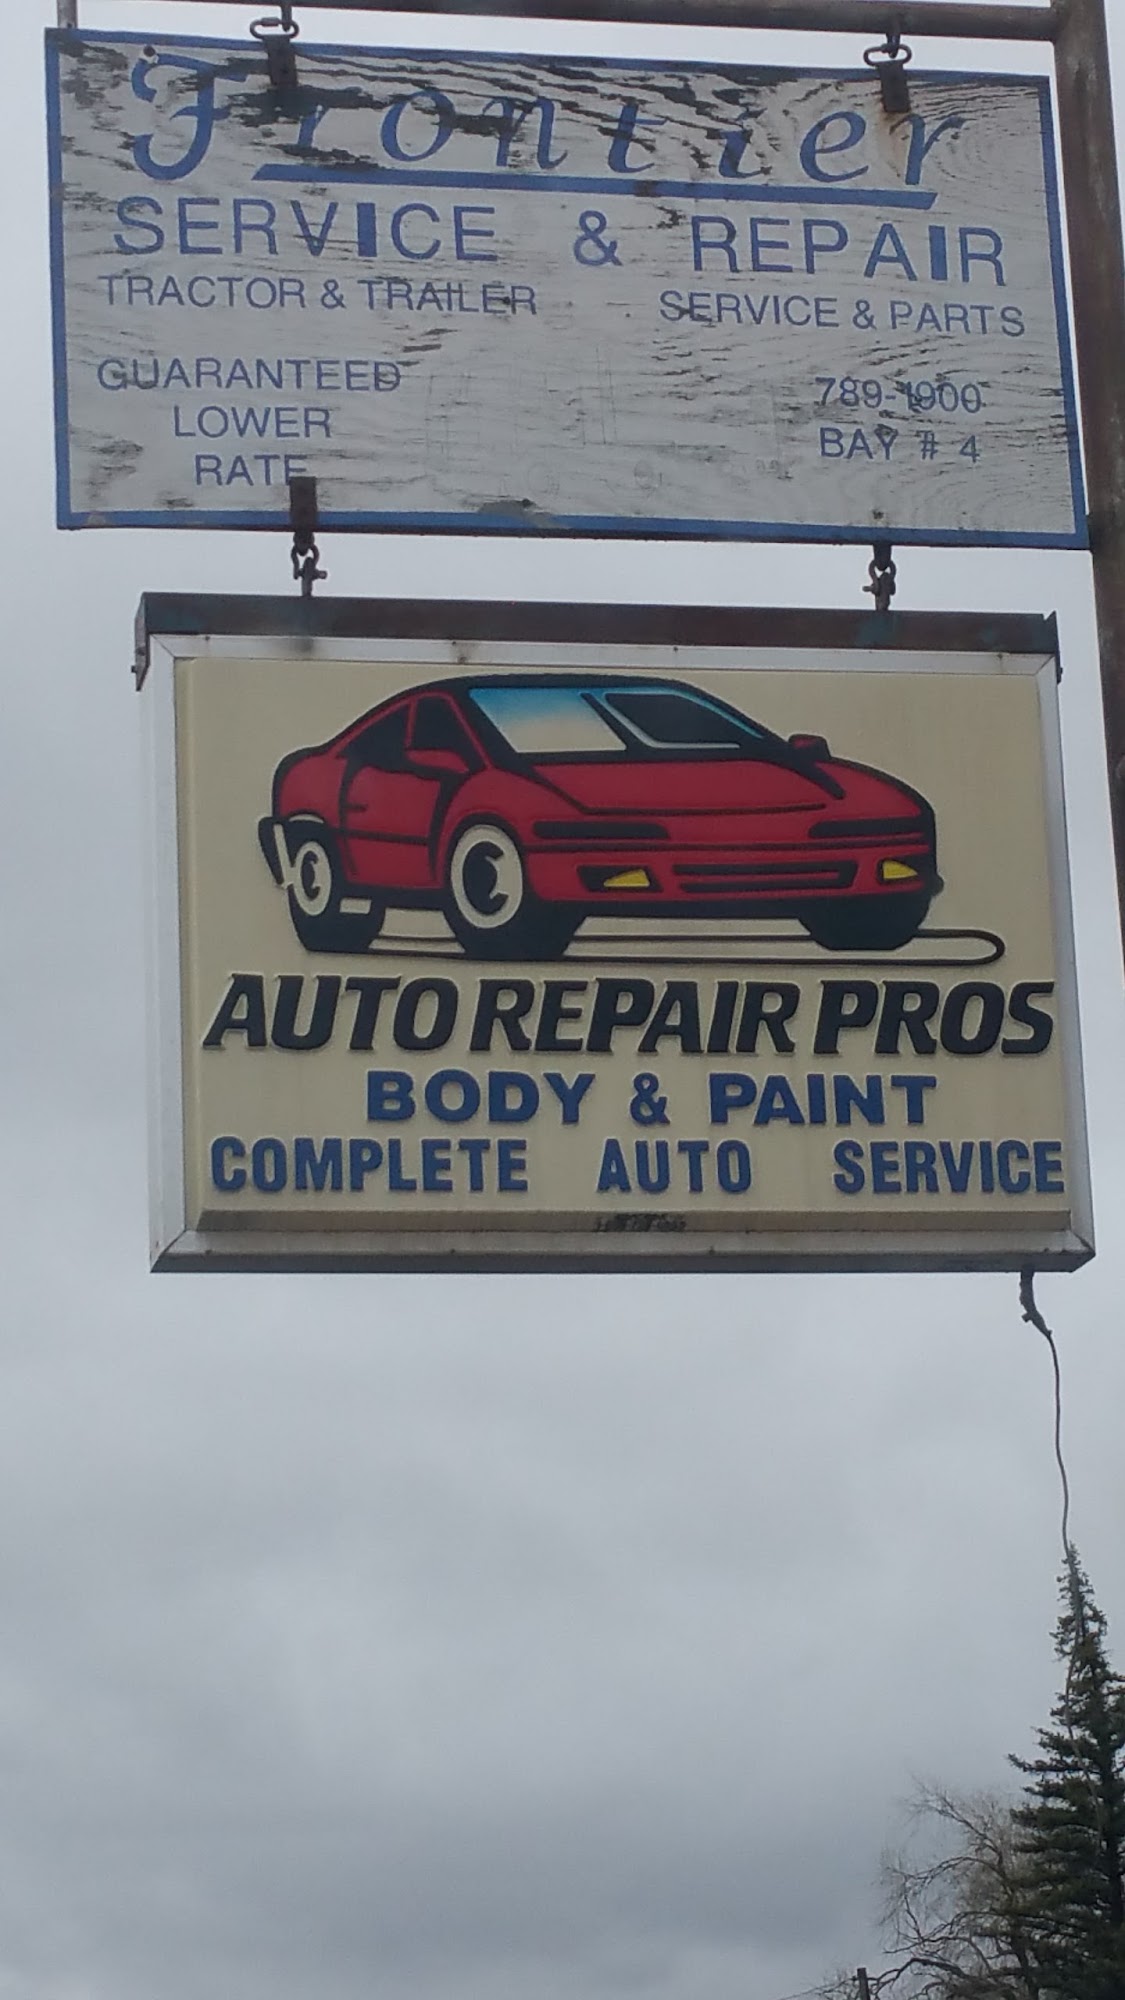 Frontier
SERVICE & REPAIR
TRACTOR & TRAILER SERVICE & PARTS
GUARANTEED
LOWER
RATE
789-1900
BAY # 4
AUTO REPAIR PROS
BODY & PAINT
COMPLETE AUTO SERVICE